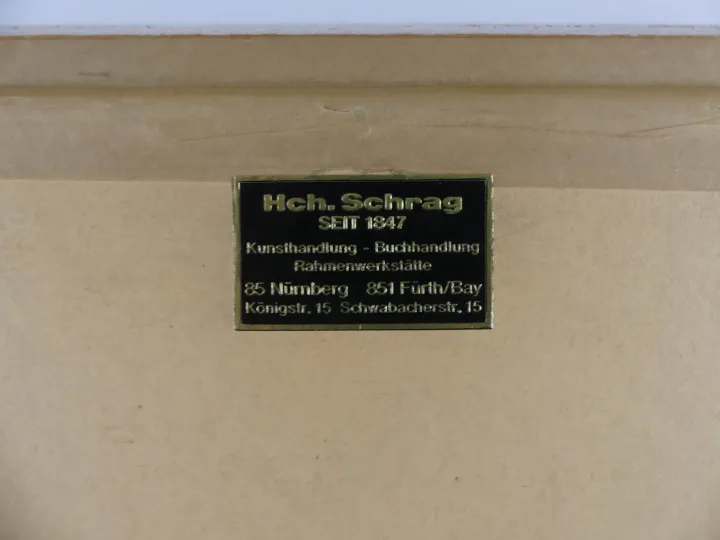 Hch. Schrag
SEIT 1847
Kunsthandlung - Buchhandlung
Rahmenwerkstätte
85 Nürnberg 851 Fürth/Bay
Königstr. 15 Schwabacherstr. 15